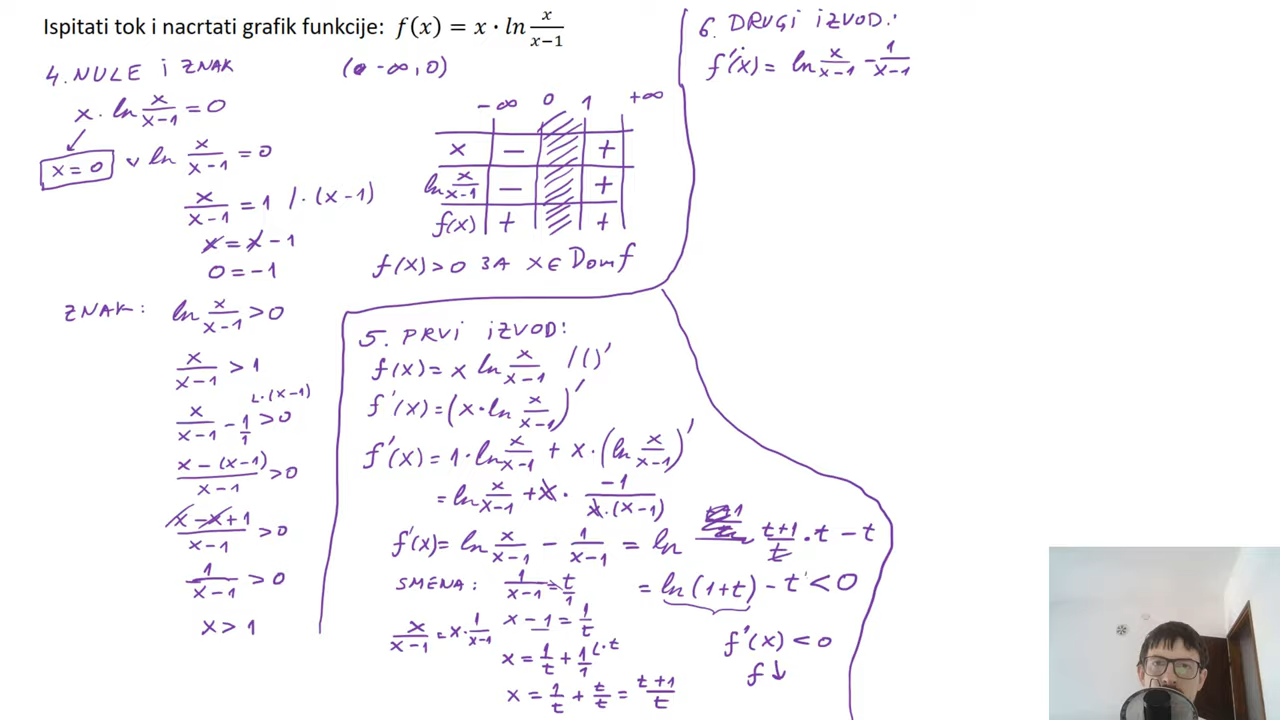 Ispitati tok i nacrtati grafik funkcije: f(x) = x · ln x/(x−1)
4. NULE i ZNAK
x · ln x/(x−1) = 0
x = 0 ∨ ln x/(x−1) = 0
x/(x−1) = 1 / · (x−1)
x = x − 1
0 = −1
ZNAK: ln x/(x−1) > 0
x/(x−1) > 1
x/(x−1) − 1/1 > 0
L·(x−1)
(x − (x−1))/(x−1) > 0
(x − x + 1)/(x−1) > 0
1/(x−1) > 0
x > 1
(−∞, 0)
−∞ 0 1 +∞
x − +
ln x/(x−1) − +
f(x) + +
f(x) > 0 ЗА x ∈ Domf
5. PRVI IZVOD:
f(x) = x ln x/(x−1) /()′
f′(x) = (x · ln x/(x−1))′
f′(x) = 1 · ln x/(x−1) + x · (ln x/(x−1))′
= ln x/(x−1) + x · −1/(x·(x−1))
f′(x) = ln x/(x−1) − 1/(x−1) = ln (t+1)/t · t − t
SMENA: 1/(x−1) = t/1
= ln(1+t) − t < 0
x/(x−1) = x · 1/(x−1)
x − 1 = 1/t
x = 1/t + 1/1 L·t
x = 1/t + t/t = (t+1)/t
f′(x) < 0
f ↓
6. DRUGI IZVOD:
f′(x) = ln x/(x−1) − 1/(x−1)